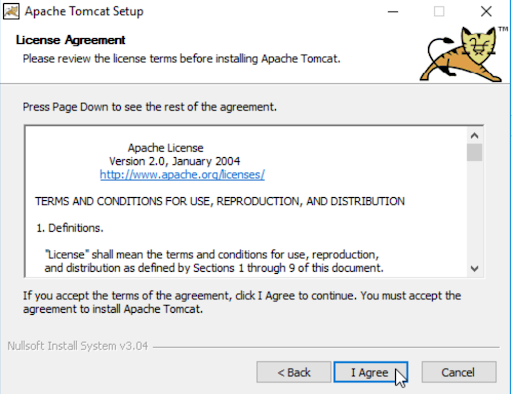 Apache Tomcat Setup
License Agreement
Please review the license terms before installing Apache Tomcat.
TM
Press Page Down to see the rest of the agreement.
Apache License
Version 2.0, January 2004
http://www.apache.org/licenses/
TERMS AND CONDITIONS FOR USE, REPRODUCTION, AND DISTRIBUTION
1. Definitions.
"License" shall mean the terms and conditions for use, reproduction,
and distribution as defined by Sections 1 through 9 of this document.
If you accept the terms of the agreement, click I Agree to continue. You must accept the
agreement to install Apache Tomcat.
Nullsoft Install System v3.04
< Back I Agree Cancel